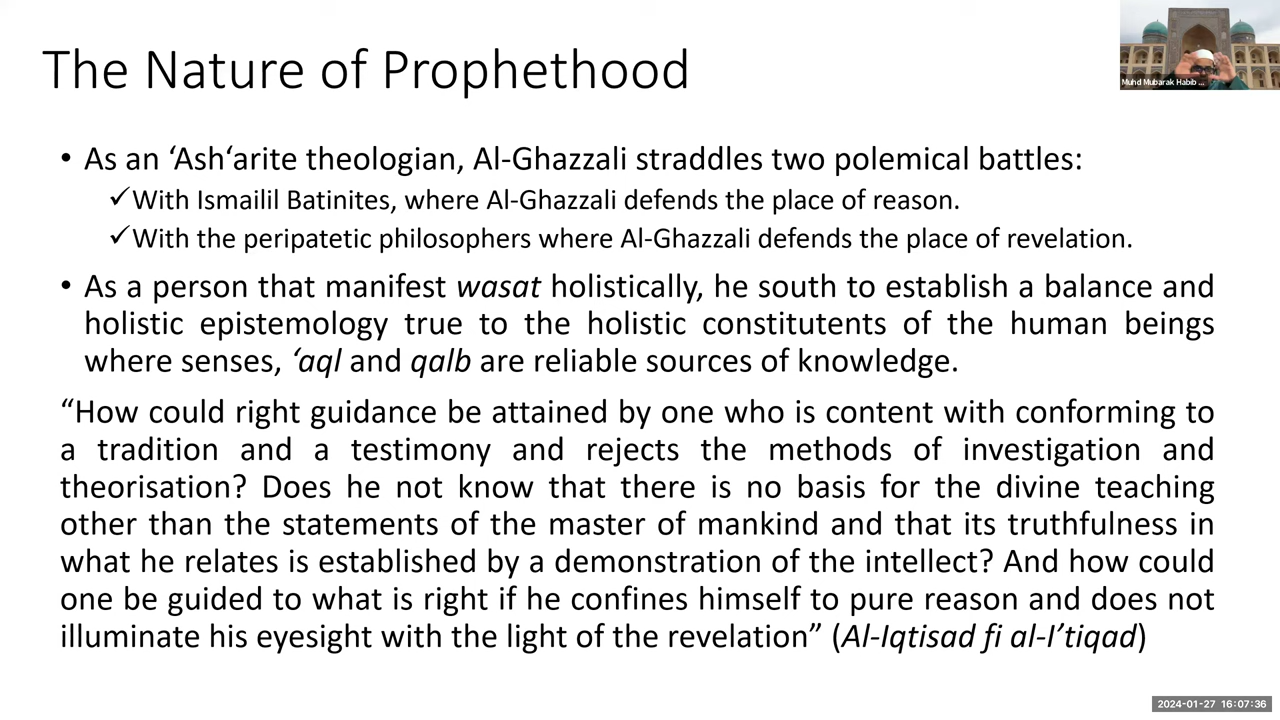 The Nature of Prophethood
Muhd Mubarak Habib ...
• As an ‘Ash‘arite theologian, Al-Ghazzali straddles two polemical battles:
✓With Ismailil Batinites, where Al-Ghazzali defends the place of reason.
✓With the peripatetic philosophers where Al-Ghazzali defends the place of revelation.
• As a person that manifest wasat holistically, he south to establish a balance and
holistic epistemology true to the holistic constitutents of the human beings
where senses, ‘aql and qalb are reliable sources of knowledge.
“How could right guidance be attained by one who is content with conforming to
a tradition and a testimony and rejects the methods of investigation and
theorisation? Does he not know that there is no basis for the divine teaching
other than the statements of the master of mankind and that its truthfulness in
what he relates is established by a demonstration of the intellect? And how could
one be guided to what is right if he confines himself to pure reason and does not
illuminate his eyesight with the light of the revelation” (Al-Iqtisad fi al-I’tiqad)
2024-01-27 16:07:36